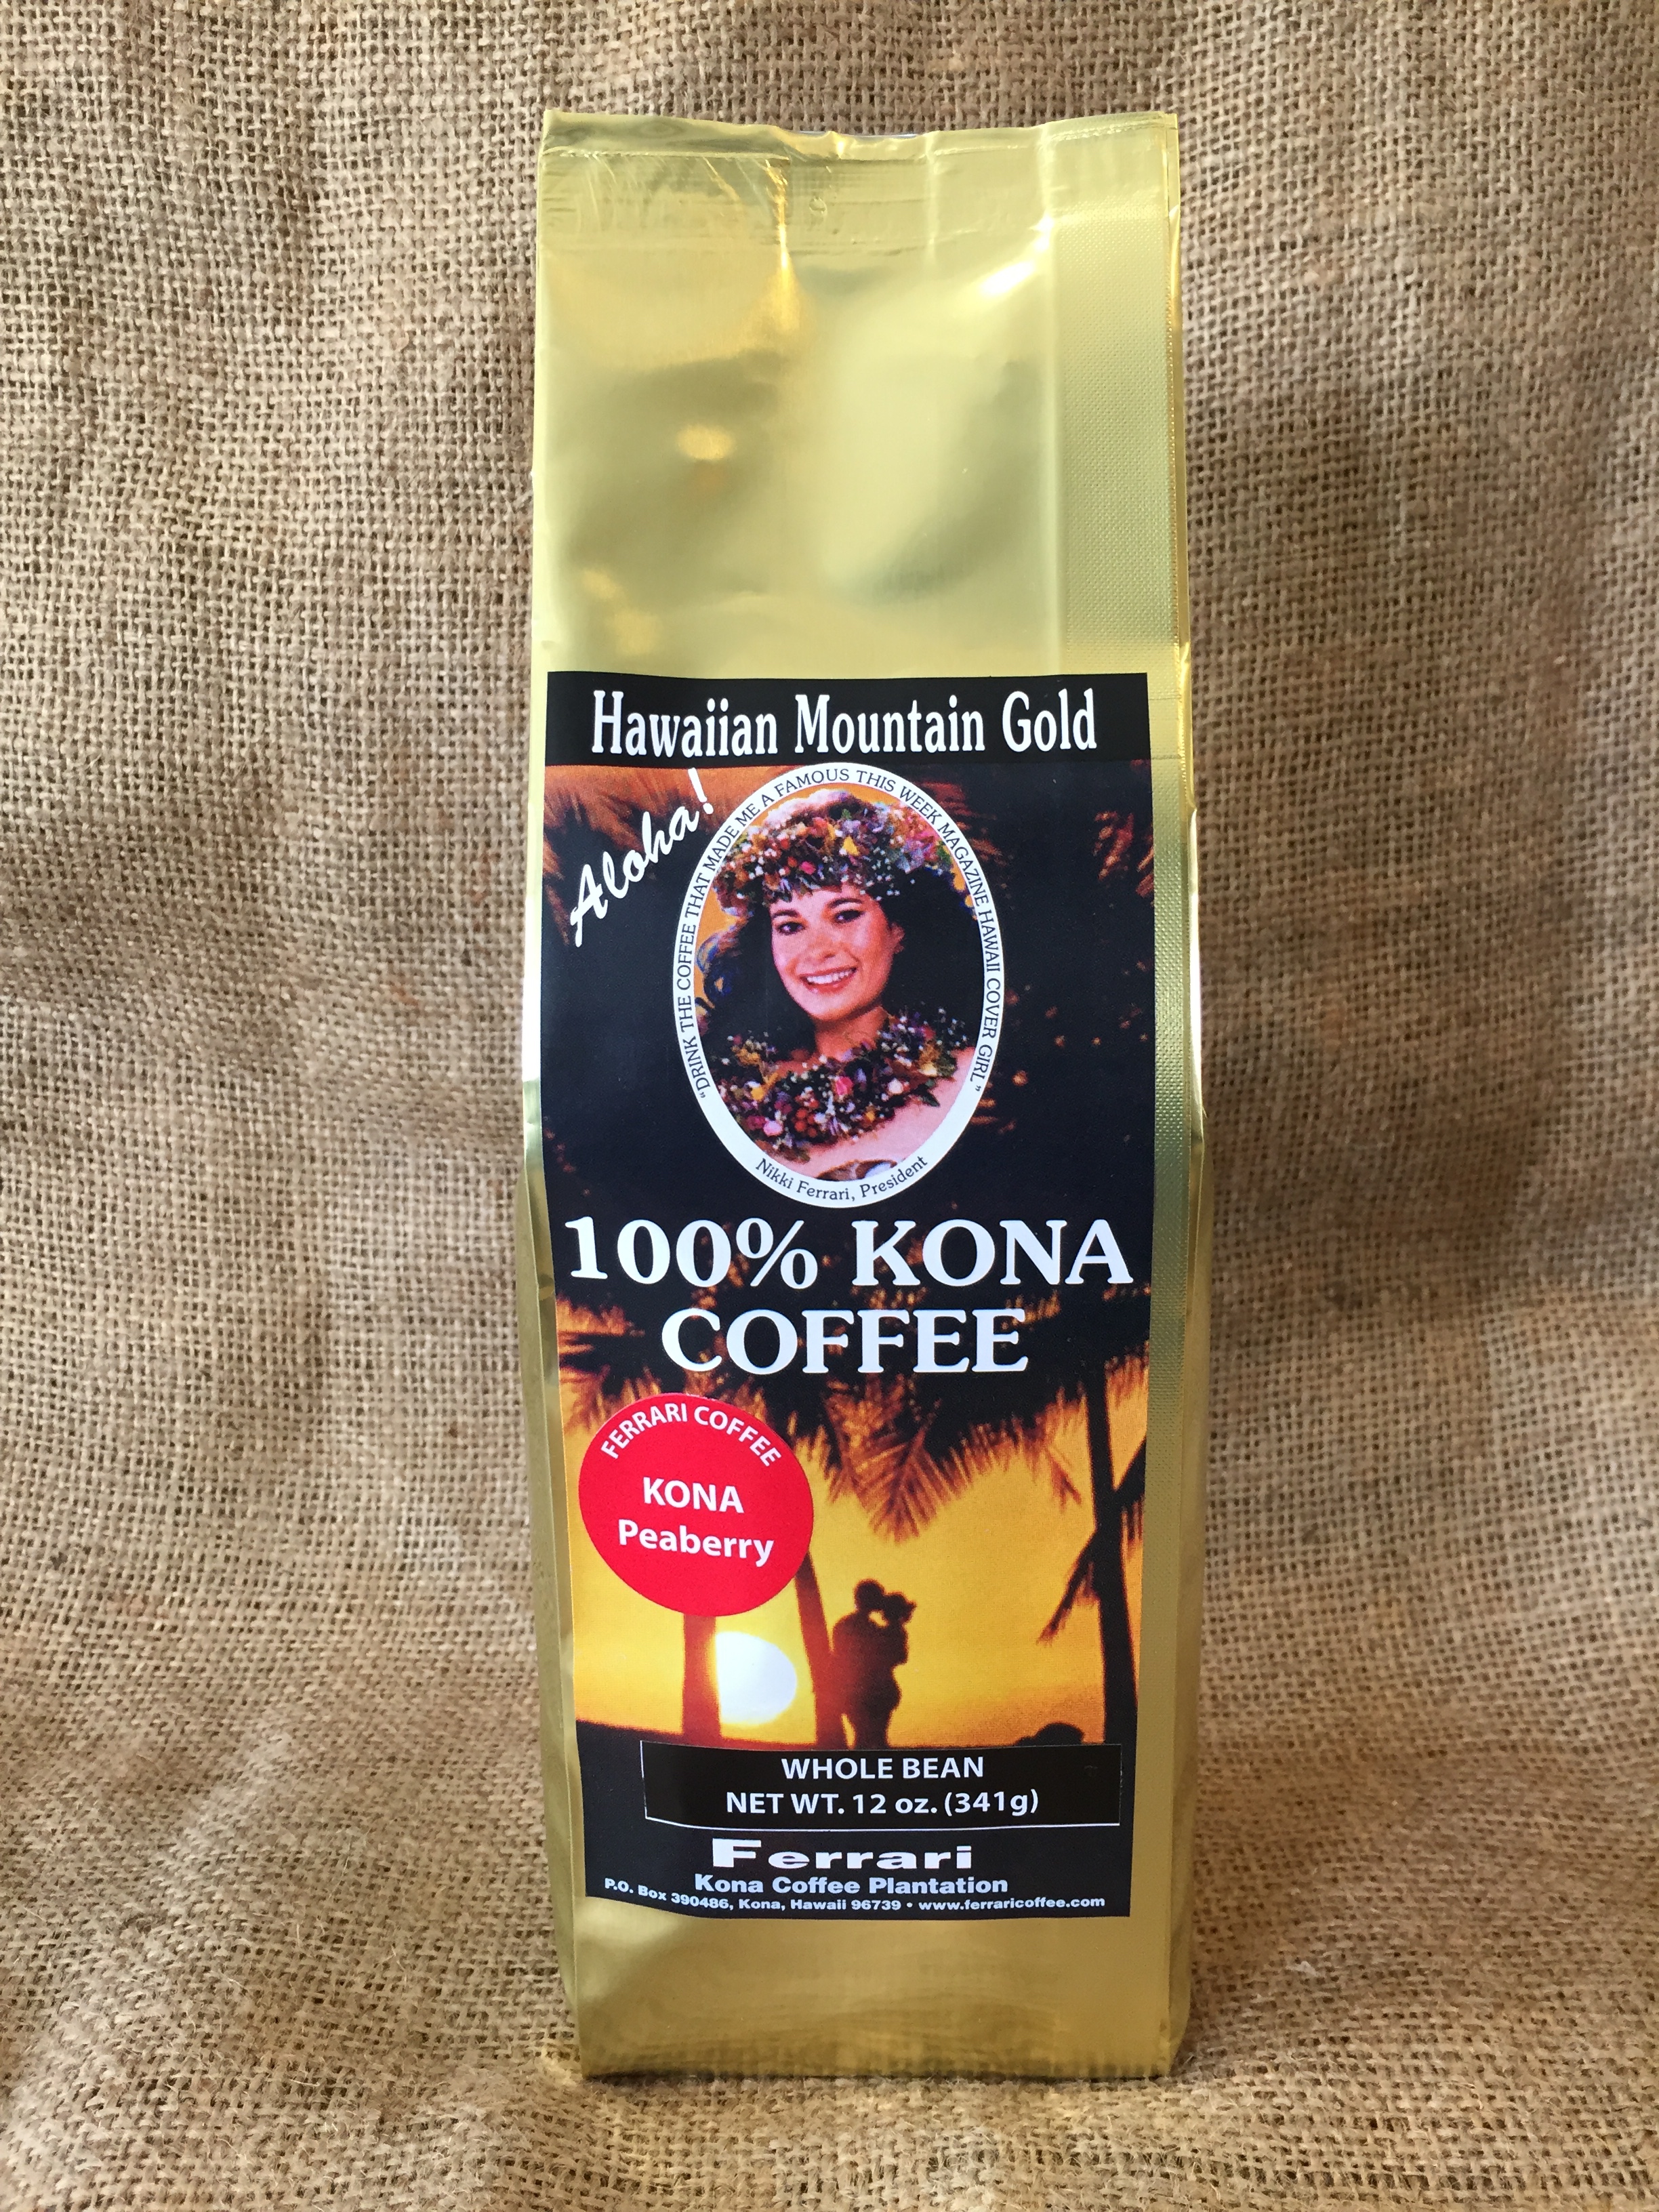 Hawaiian Mountain Gold
Aloha!
"DRINK THE COFFEE THAT MADE ME A FAMOUS THIS WEEK MAGAZINE HAWAII COVER GIRL"
Nikki Ferrari, President
100% KONA
COFFEE
FERRARI COFFEE
KONA
Peaberry
WHOLE BEAN
NET WT. 12 oz. (341g)
Ferrari
Kona Coffee Plantation
P.O. Box 390486, Kona, Hawaii 96739 • www.ferraricoffee.com